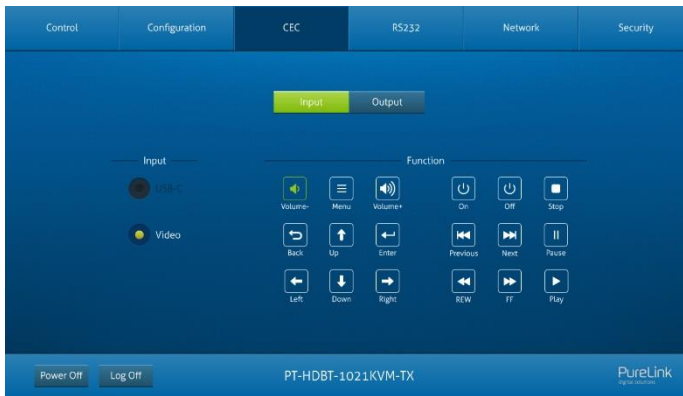 Control Configuration CEC RS232 Network Security
Input Output
Input Function
USB-C
Volume- Menu Volume+ On Off Stop
Video
Back Up Enter Previous Next Pause
Left Down Right REW FF Play
Power Off Log Off PT-HDBT-1021KVM-TX PureLink
digital solutions